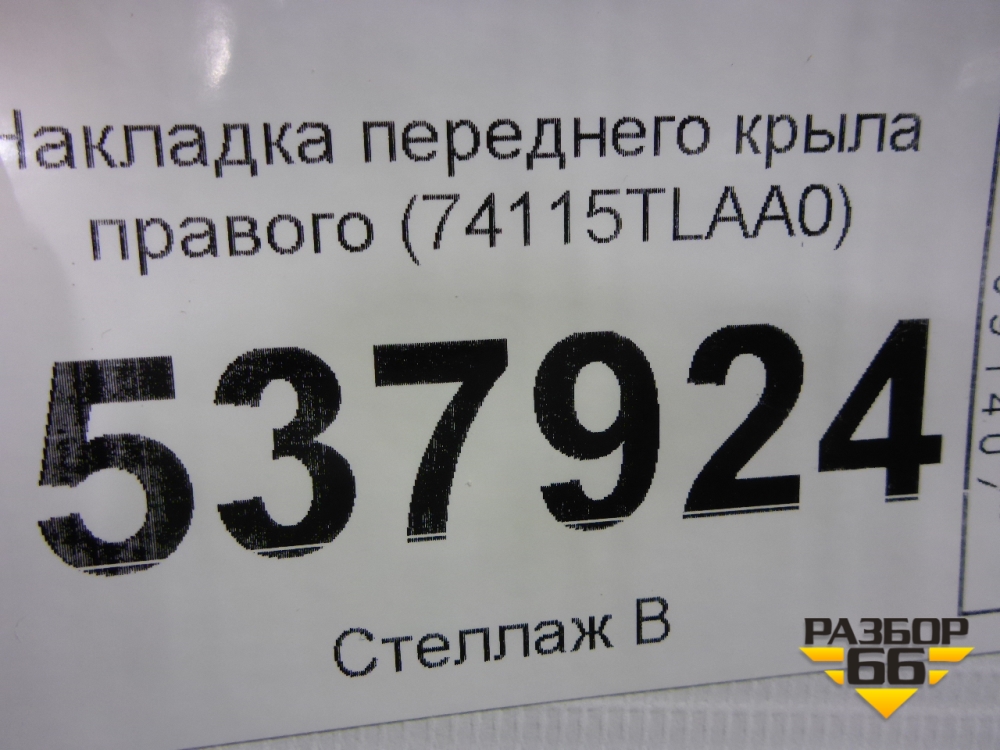 Накладка переднего крыла
правого (74115TLAA0)
537924
Стеллаж В
РАЗБОР
66